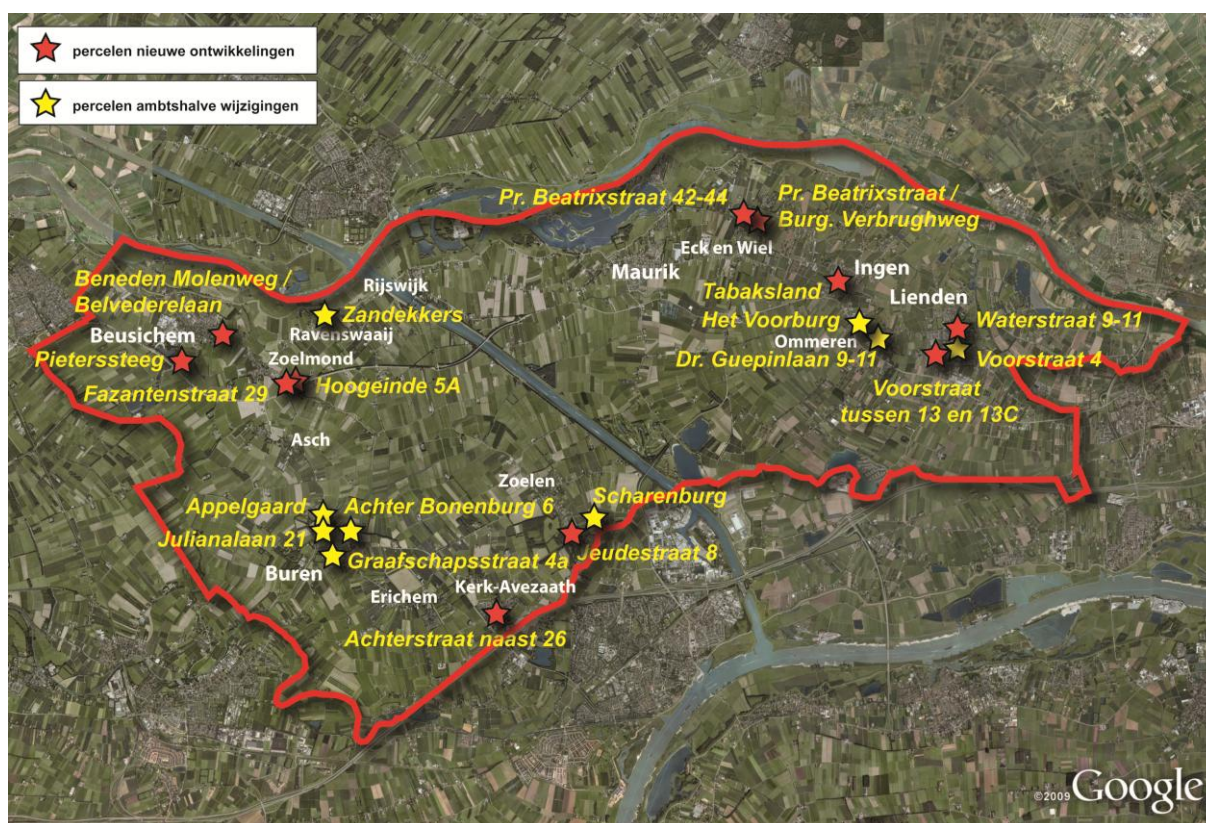 percelen nieuwe ontwikkelingen
percelen ambtshalve wijzigingen
Pr. Beatrixstraat 42-44
Pr. Beatrixstraat /
Burg. Verbrughweg
Eck en Wiel
Maurik
Ingen
Tabaksland
Lienden
Beneden Molenweg /
Belvederelaan
Rijswijk
Zandekkers
Ravenswaaij
Beusichem
Zoelmond
Pieterssteeg
Fazantenstraat 29
Hoogeinde 5A
Het Voorburg
Ommeren
Dr. Guepinlaan 9-11
Waterstraat 9-11
Voorstraat 4
Voorstraat
tussen 13 en 13C
Asch
Zoelen
Appelgaard
Achter Bonenburg 6
Scharenburg
Julianalaan 21
Graafschapsstraat 4a
Jeudestraat 8
Buren
Erichem
Kerk-Avezaath
Achterstraat naast 26
©2009 Google